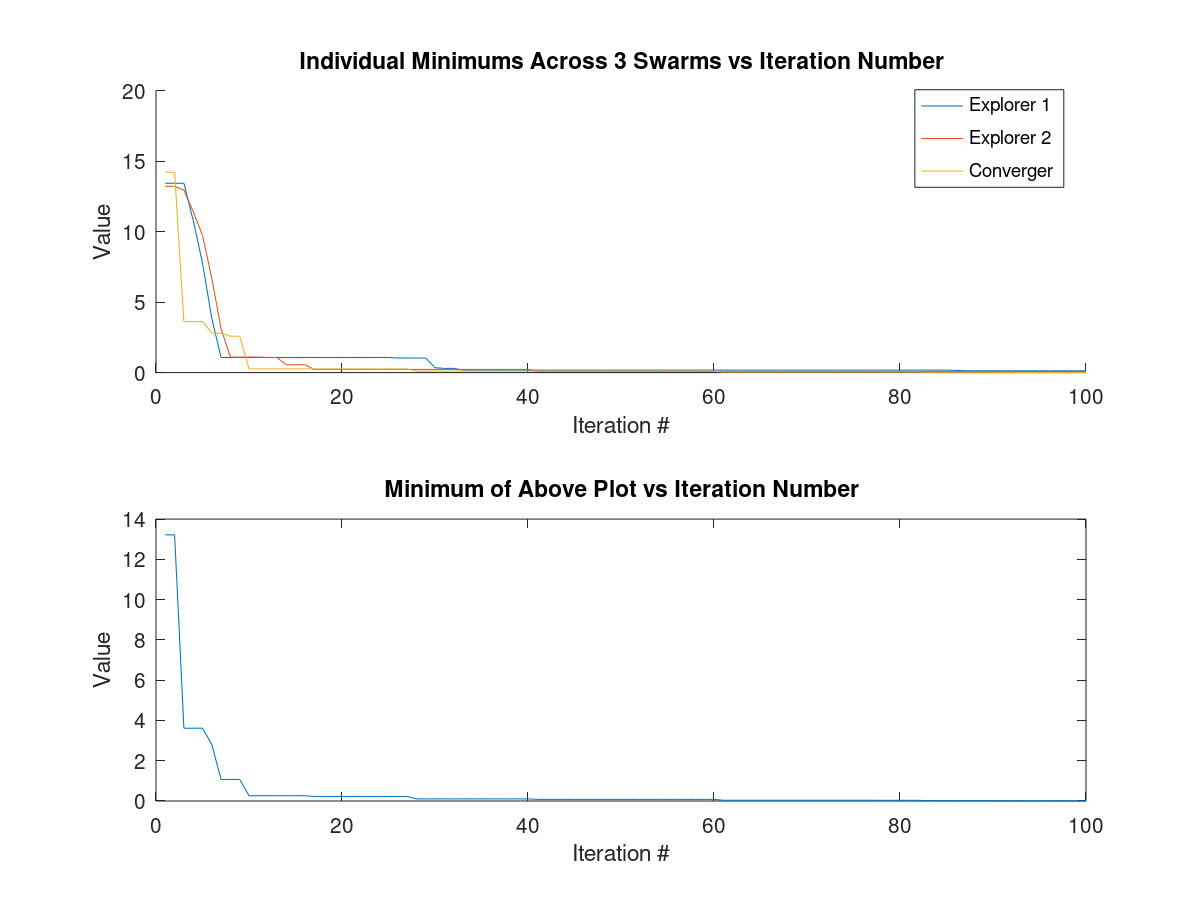 Individual Minimums Across 3 Swarms vs Iteration Number
20
15
10
5
0
Value
Explorer 1
Explorer 2
Converger
0 20 40 60 80 100
Iteration #
Minimum of Above Plot vs Iteration Number
14
12
10
8
6
4
2
0
Value
0 20 40 60 80 100
Iteration #